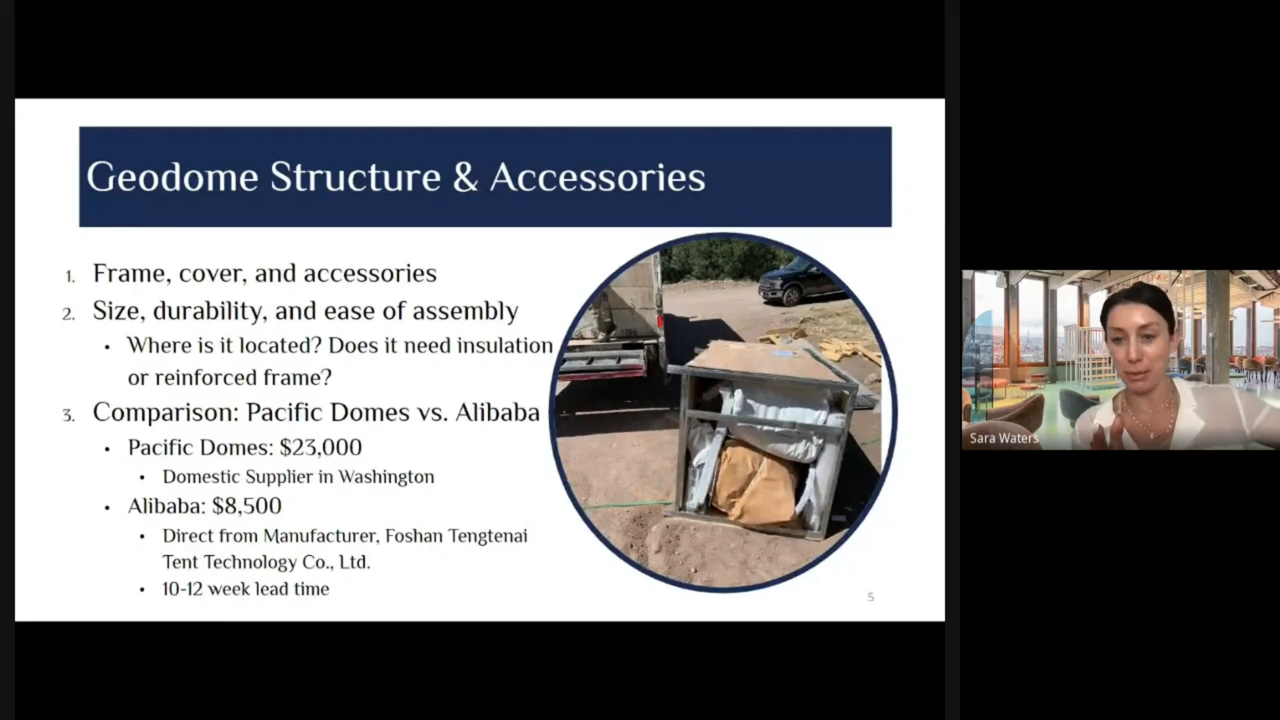 Geodome Structure & Accessories
1. Frame, cover, and accessories
2. Size, durability, and ease of assembly
• Where is it located? Does it need insulation
or reinforced frame?
3. Comparison: Pacific Domes vs. Alibaba
• Pacific Domes: $23,000
• Domestic Supplier in Washington
• Alibaba: $8,500
• Direct from Manufacturer, Foshan Tengtenai
Tent Technology Co., Ltd.
• 10-12 week lead time
5
Sara Waters